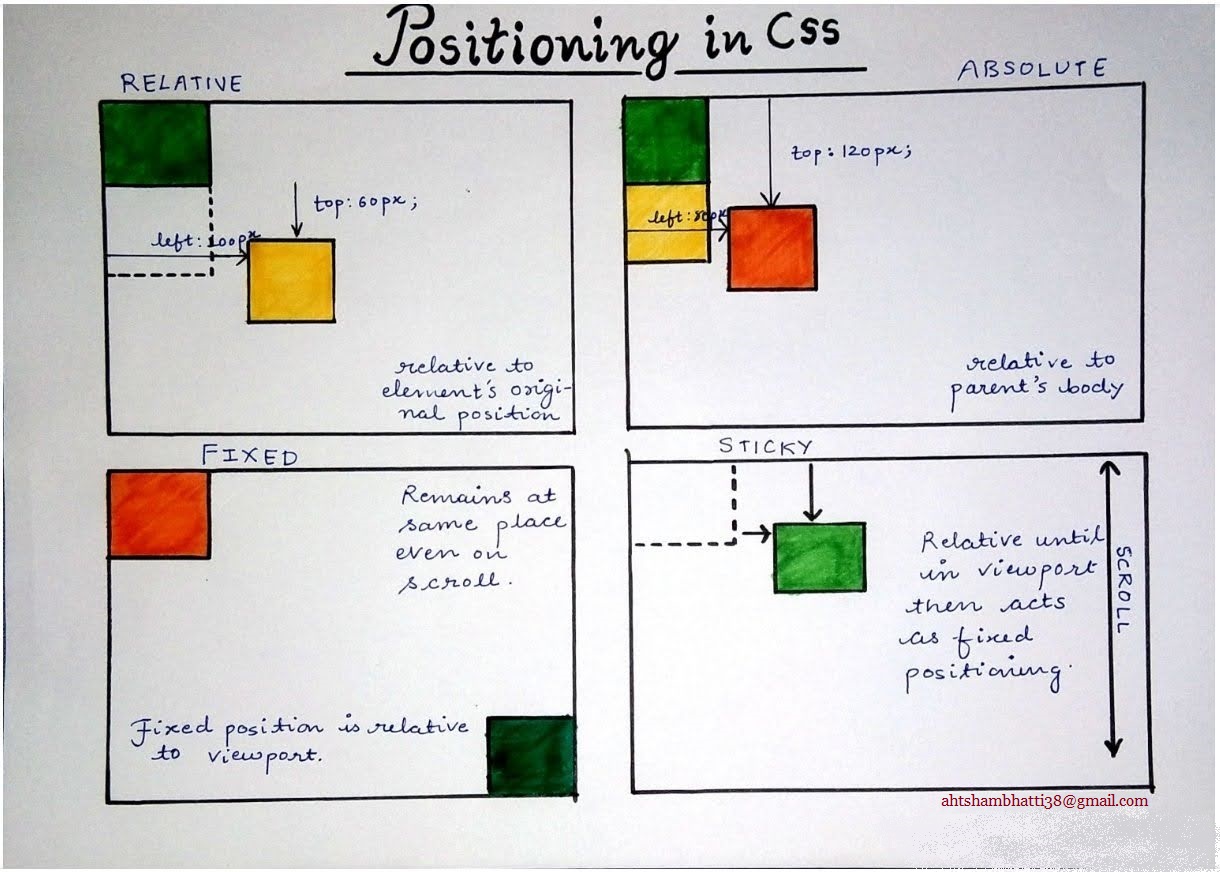 Positioning in Css
RELATIVE
top: 60px;
left: 100px
relative to
element's origi-
nal position
ABSOLUTE
top: 120px;
left: 80px
relative to
parent's body
FIXED
Remains at
same place
even on
scroll.
Fixed position is relative
to viewport.
STICKY
Relative until
in viewport
then acts
as fixed
positioning.
SCROLL
ahtshambhatti38@gmail.com